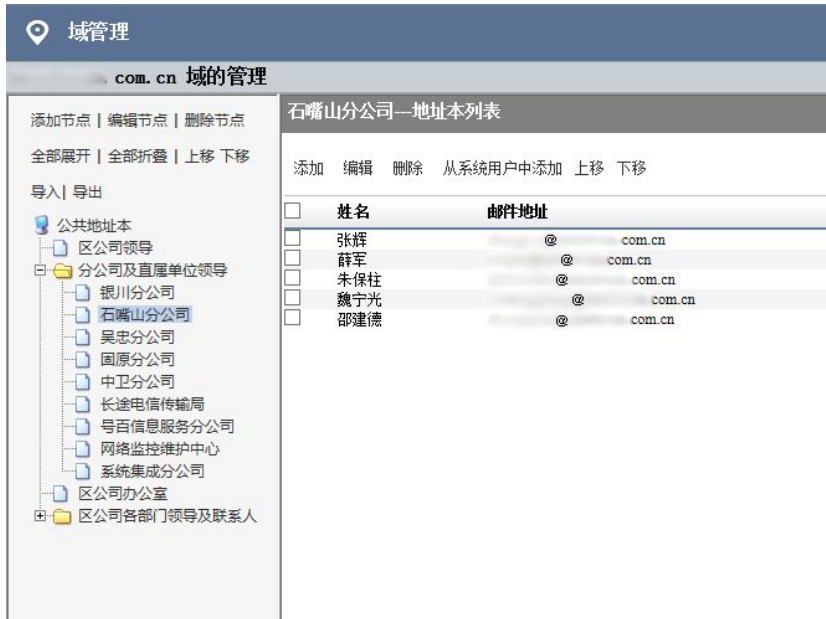 域管理
com.cn 域的管理
添加节点 | 编辑节点 | 删除节点
全部展开 | 全部折叠 | 上移 下移
导入| 导出
公共地址本
区公司领导
分公司及直属单位领导
银川分公司
石嘴山分公司
吴忠分公司
固原分公司
中卫分公司
长途电信传输局
号百信息服务分公司
网络监控维护中心
系统集成分公司
区公司办公室
区公司各部门领导及联系人
石嘴山分公司---地址本列表
添加 编辑 删除 从系统用户中添加 上移 下移
姓名 邮件地址
张辉 @ .com.cn
薛军 @ com.cn
朱保柱 @ com.cn
魏宁光 @ com.cn
邵建德 @ .com.cn